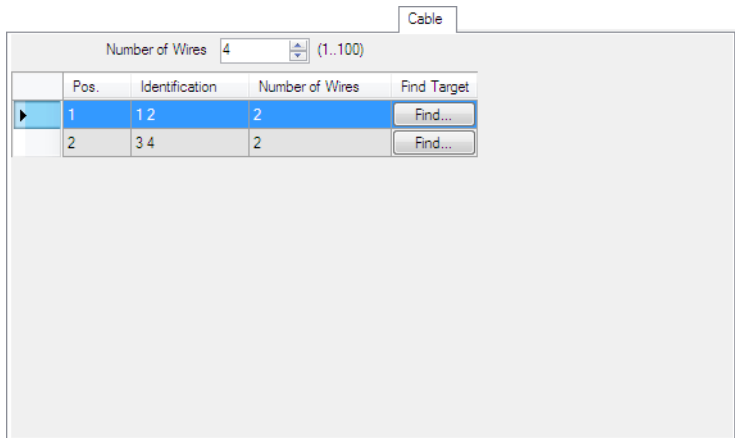 Cable
Number of Wires 4 (1..100)
Pos. Identification Number of Wires Find Target
1 1 2 2 Find...
2 3 4 2 Find...